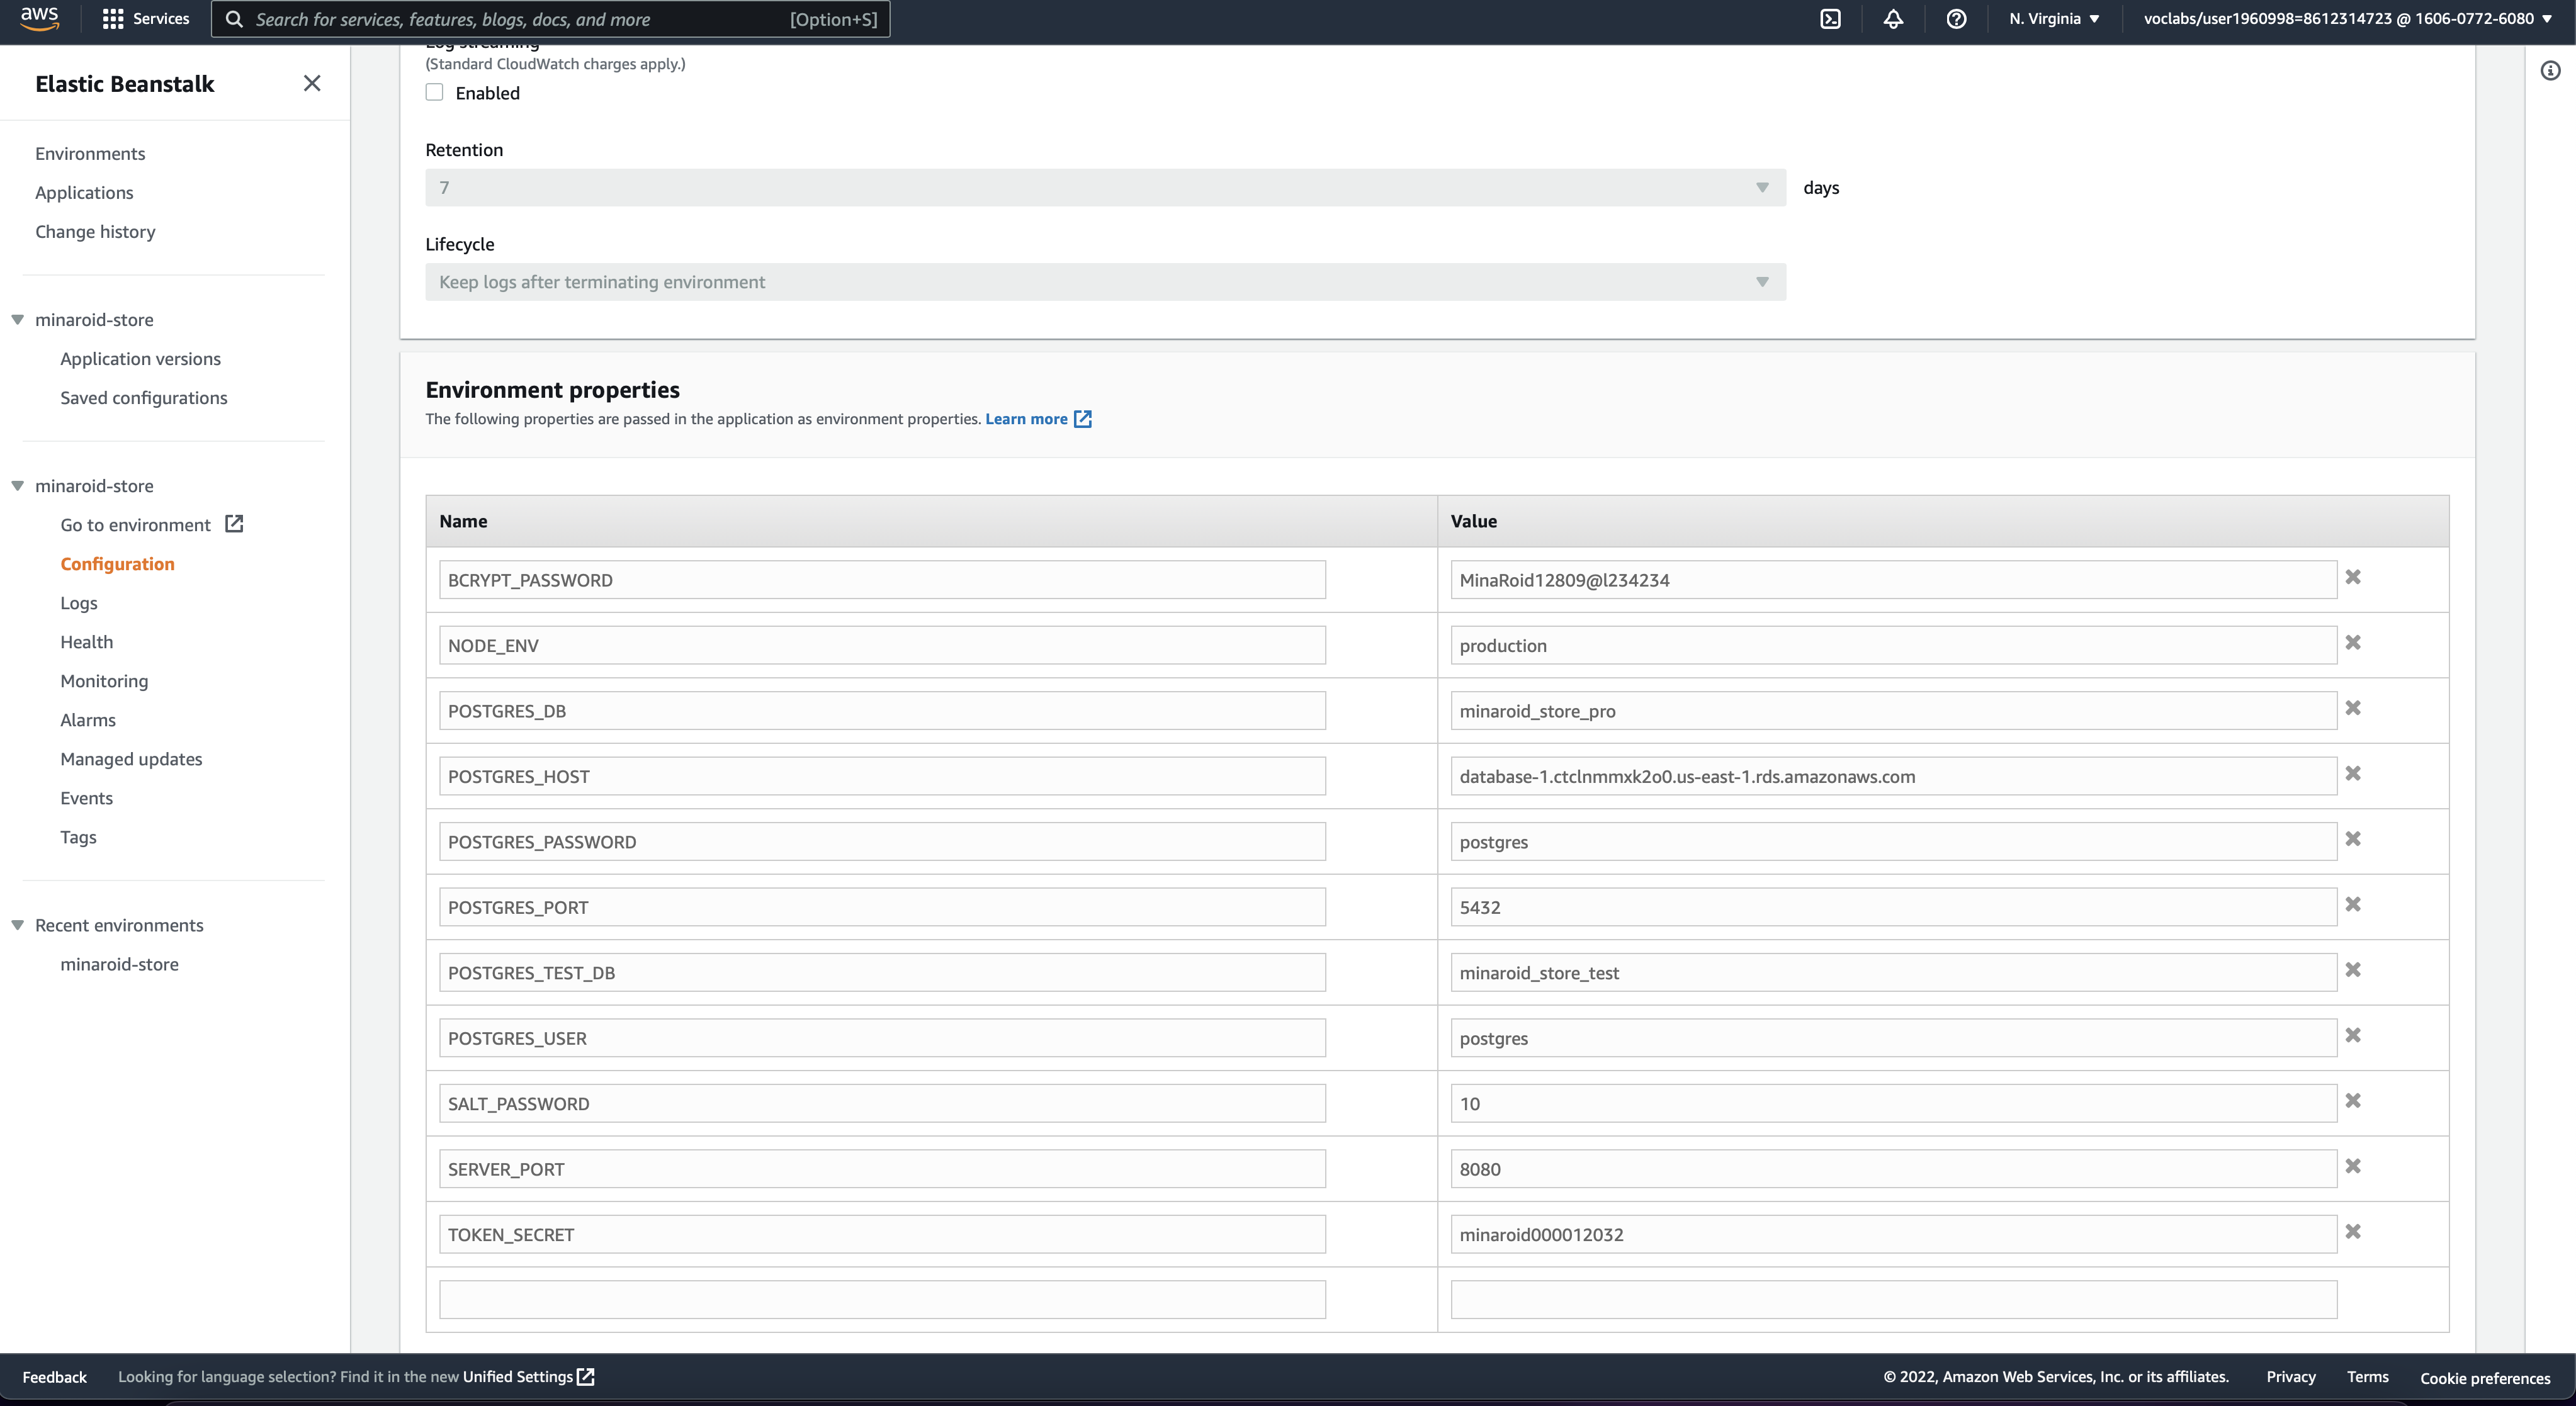 aws
Services
Search for services, features, blogs, docs, and more
[Option+S]
N. Virginia
voclabs/user1960998=8612314723 @ 1606-0772-6080
Elastic Beanstalk
Environments
Applications
Change history
minaroid-store
Application versions
Saved configurations
minaroid-store
Go to environment
Configuration
Logs
Health
Monitoring
Alarms
Managed updates
Events
Tags
Recent environments
minaroid-store
Log streaming
(Standard CloudWatch charges apply.)
Enabled
Retention
7
days
Lifecycle
Keep logs after terminating environment
Environment properties
The following properties are passed in the application as environment properties. Learn more
Name Value
BCRYPT_PASSWORD MinaRoid12809@l234234
NODE_ENV production
POSTGRES_DB minaroid_store_pro
POSTGRES_HOST database-1.ctclnmmxk2o0.us-east-1.rds.amazonaws.com
POSTGRES_PASSWORD postgres
POSTGRES_PORT 5432
POSTGRES_TEST_DB minaroid_store_test
POSTGRES_USER postgres
SALT_PASSWORD 10
SERVER_PORT 8080
TOKEN_SECRET minaroid000012032
Feedback
Looking for language selection? Find it in the new Unified Settings
© 2022, Amazon Web Services, Inc. or its affiliates.
Privacy
Terms
Cookie preferences